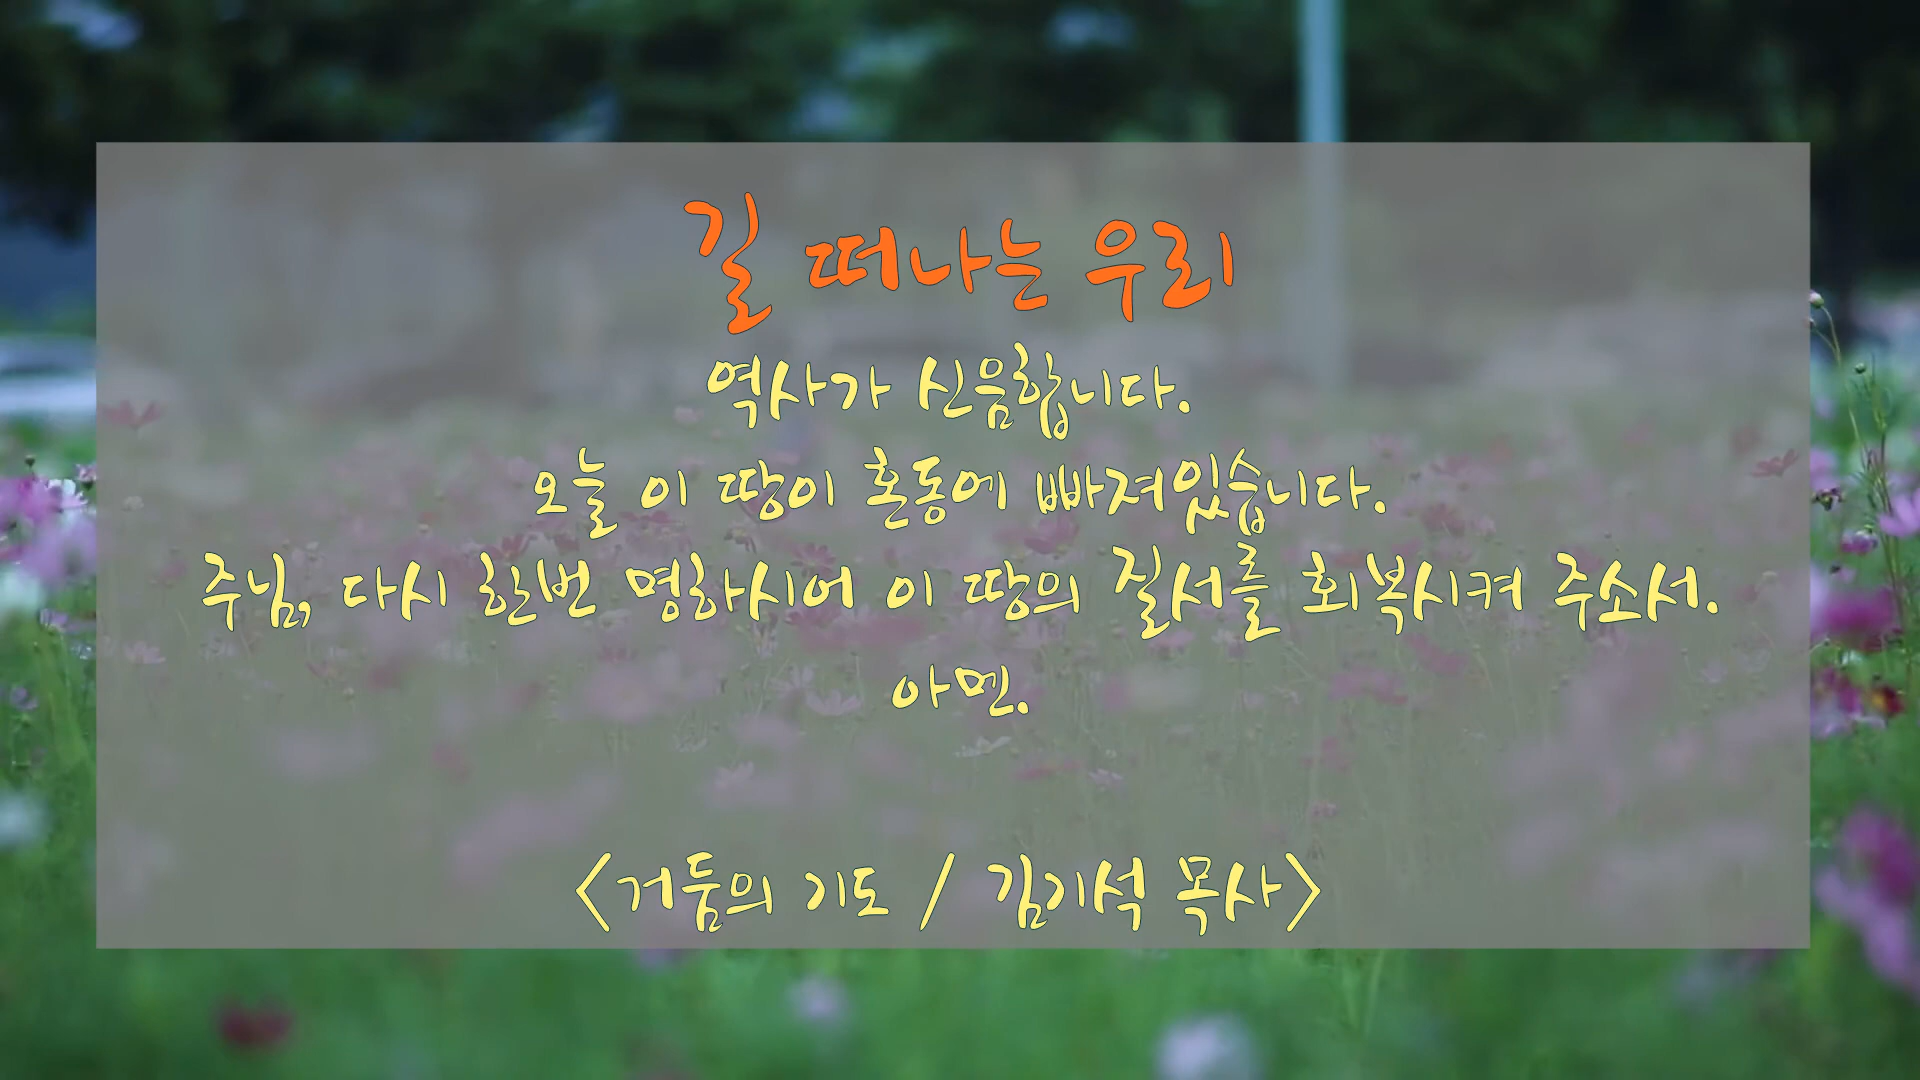 길 떠나는 우리
역사가 신음합니다.
오늘 이 땅이 혼동에 빠져있습니다.
주님, 다시 한번 명하시어 이 땅의 질서를 회복시켜 주소서.
아멘.
<거둠의 기도 / 김기석 목사>